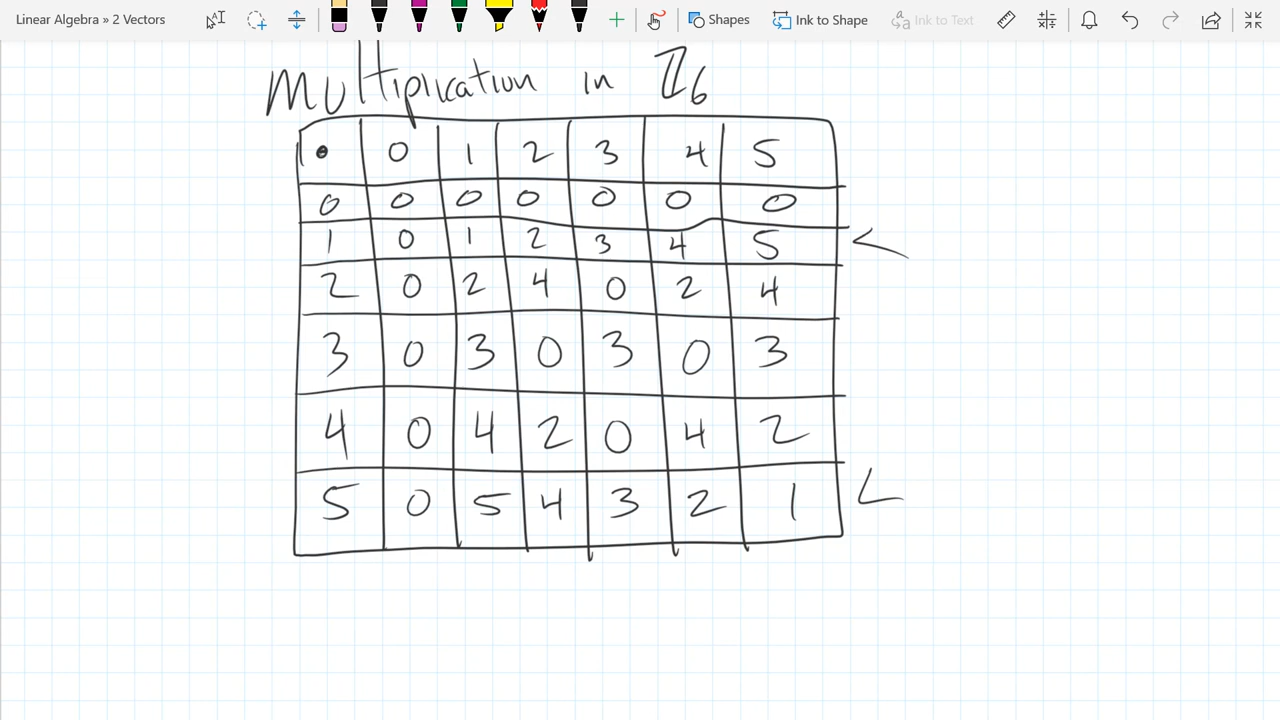 Linear Algebra » 2 Vectors
Shapes
Ink to Shape
Ink to Text
Multiplication in ℤ6
• 0 1 2 3 4 5
0 0 0 0 0 0 0
1 0 1 2 3 4 5 <
2 0 2 4 0 2 4
3 0 3 0 3 0 3
4 0 4 2 0 4 2
5 0 5 4 3 2 1 <